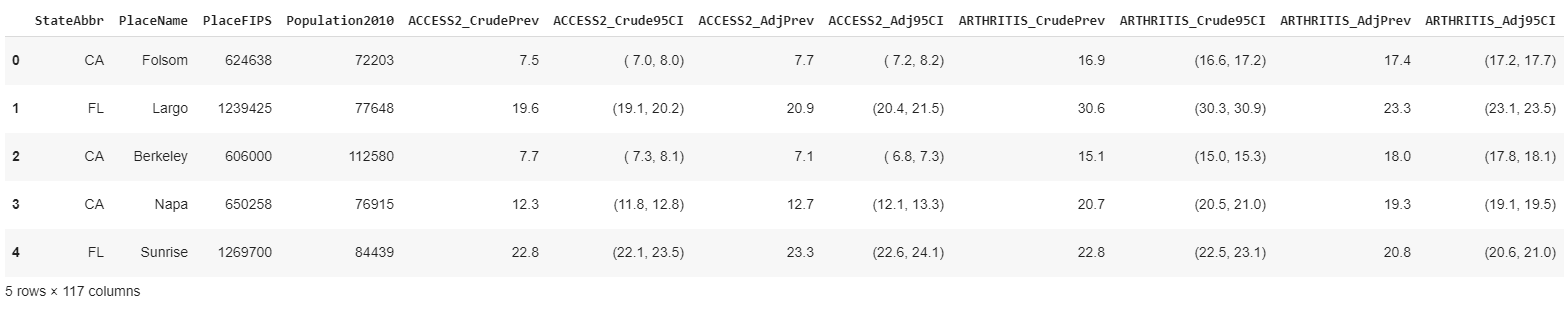 StateAbbr PlaceName PlaceFIPS Population2010 ACCESS2_CrudePrev ACCESS2_Crude95CI ACCESS2_AdjPrev ACCESS2_Adj95CI ARTHRITIS_CrudePrev ARTHRITIS_Crude95CI ARTHRITIS_AdjPrev ARTHRITIS_Adj95CI
0 CA Folsom 624638 72203 7.5 ( 7.0, 8.0) 7.7 ( 7.2, 8.2) 16.9 (16.6, 17.2) 17.4 (17.2, 17.7)
1 FL Largo 1239425 77648 19.6 (19.1, 20.2) 20.9 (20.4, 21.5) 30.6 (30.3, 30.9) 23.3 (23.1, 23.5)
2 CA Berkeley 606000 112580 7.7 ( 7.3, 8.1) 7.1 ( 6.8, 7.3) 15.1 (15.0, 15.3) 18.0 (17.8, 18.1)
3 CA Napa 650258 76915 12.3 (11.8, 12.8) 12.7 (12.1, 13.3) 20.7 (20.5, 21.0) 19.3 (19.1, 19.5)
4 FL Sunrise 1269700 84439 22.8 (22.1, 23.5) 23.3 (22.6, 24.1) 22.8 (22.5, 23.1) 20.8 (20.6, 21.0)
5 rows × 117 columns